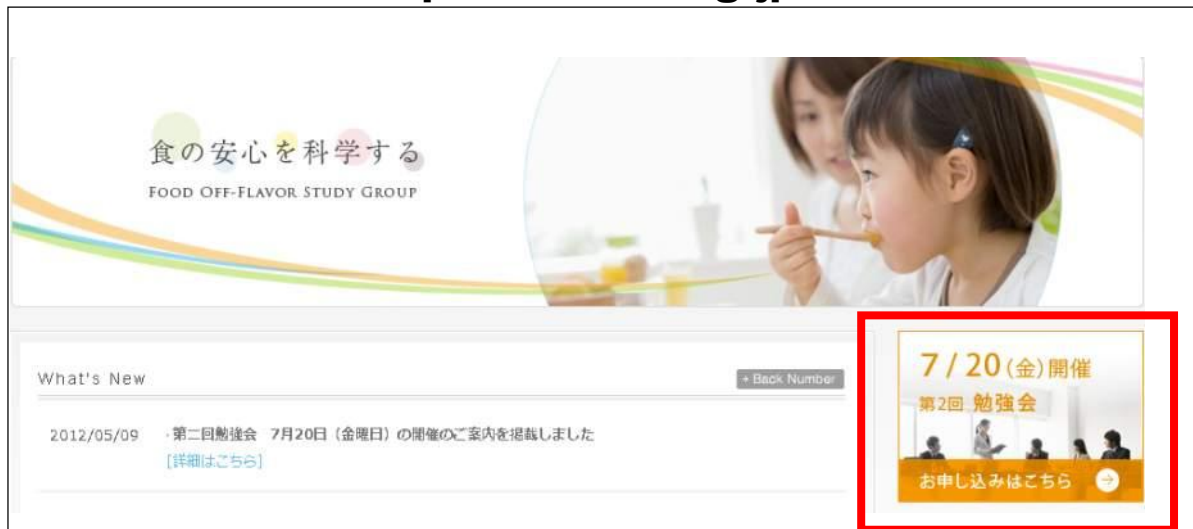 食の安心を科学する
FOOD OFF-FLAVOR STUDY GROUP
What's New
+ Back Number
2012/05/09 ・第二回勉強会 7月20日（金曜日）の開催のご案内を掲載しました
[詳細はこちら]
7/20(金)開催
第2回 勉強会
お申し込みはこちら